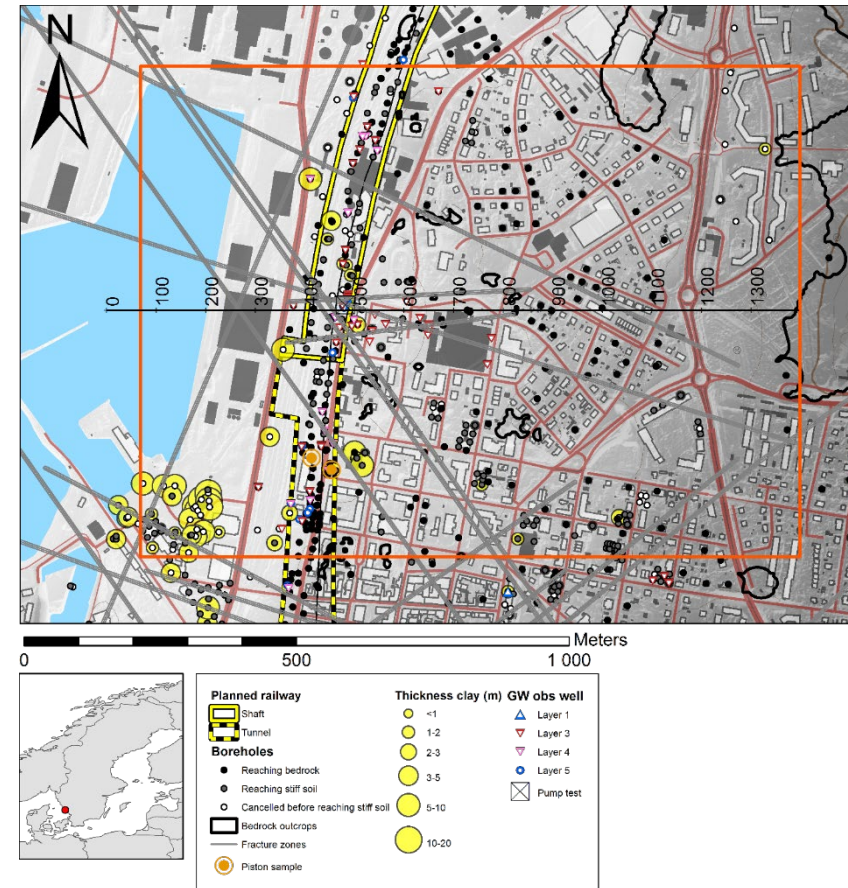 N
0
100
200
300
400
500
600
700
800
900
1000
1100
1200
1300
Meters
0
500
1 000
Planned railway
Shaft
Tunnel
Boreholes
Reaching bedrock
Reaching stiff soil
Cancelled before reaching stiff soil
Bedrock outcrops
Fracture zones
Piston sample
Thickness clay (m)
<1
1-2
2-3
3-5
5-10
10-20
GW obs well
Layer 1
Layer 3
Layer 4
Layer 5
Pump test